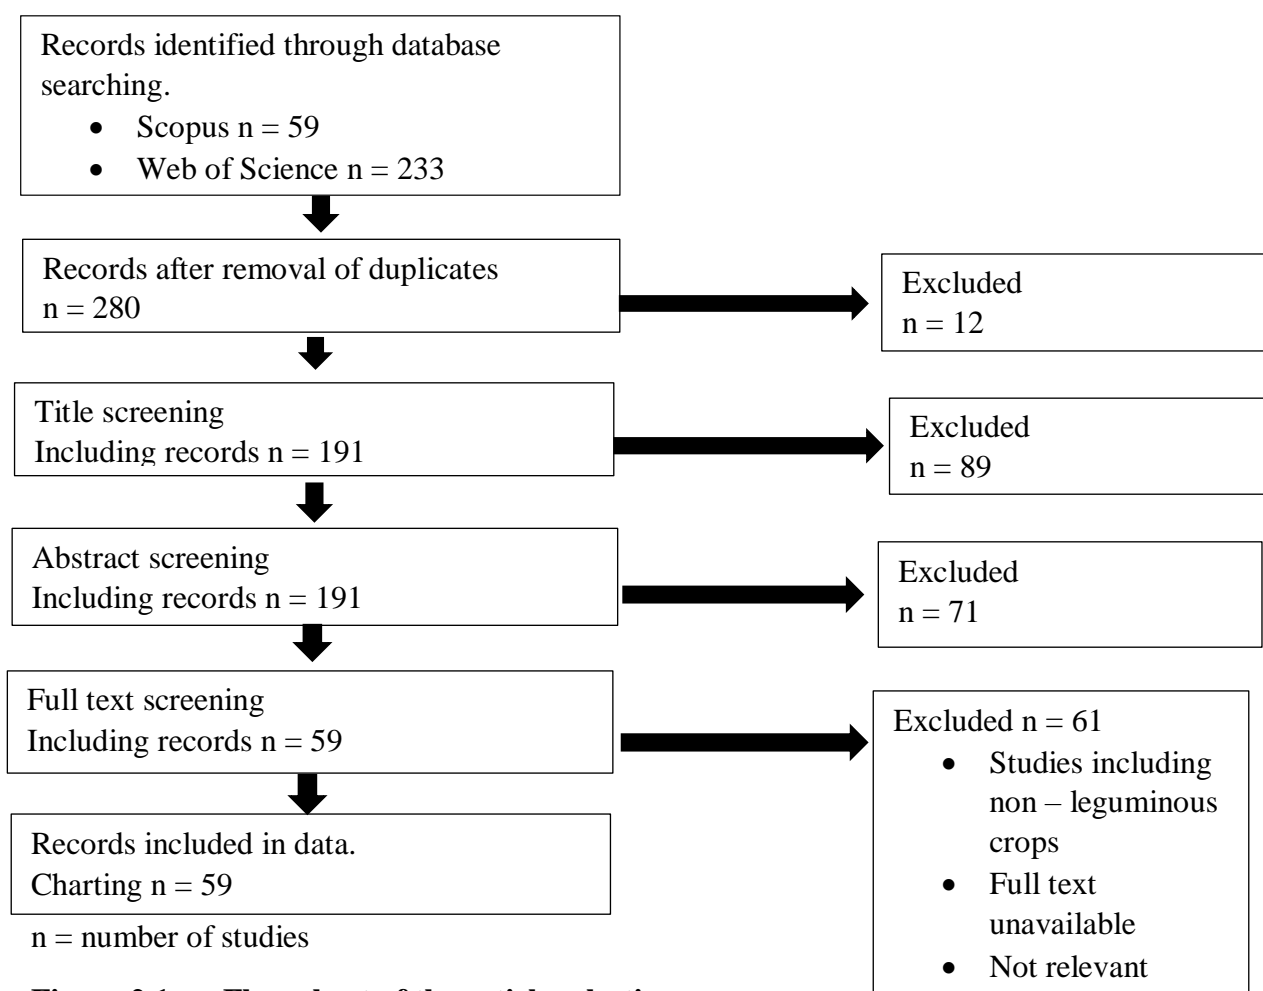 Records identified through database
searching.
• Scopus n = 59
• Web of Science n = 233
Records after removal of duplicates
n = 280
Excluded
n = 12
Title screening
Including records n = 191
Excluded
n = 89
Abstract screening
Including records n = 191
Excluded
n = 71
Full text screening
Including records n = 59
Excluded n = 61
• Studies including
non – leguminous
crops
• Full text
unavailable
• Not relevant
Records included in data.
Charting n = 59
n = number of studies